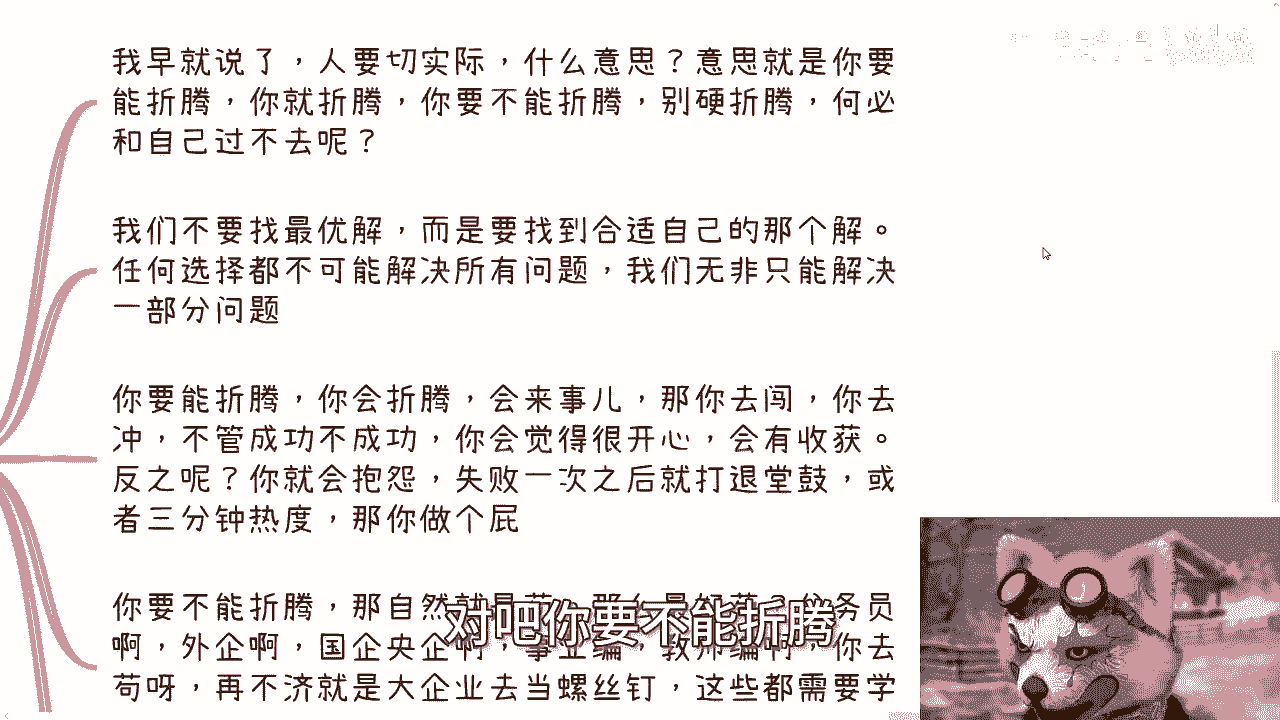 我早就说了，人要切实际，什么意思？意思就是你要
能折腾，你就折腾，你要不能折腾，别硬折腾，何必
和自己过不去呢？
我们不要找最优解，而是要找到合适自己的那个解。
任何选择都不可能解决所有问题，我们无非只能解决
一部分问题
你要能折腾，你会折腾，会来事儿，那你去闯，你去
冲，不管成功不成功，你会觉得很开心，会有收获。
反之呢？你就会抱怨，失败一次之后就打退堂鼓，或
者三分钟热度，那你做个屁
你要不能折腾，那自然就是
务员
啊，外企啊，国企央企啊，事业编，教师编啊，你去
苟呀，再不济就是大企业去当螺丝钉，这些都需要学
对吧你要不能折腾